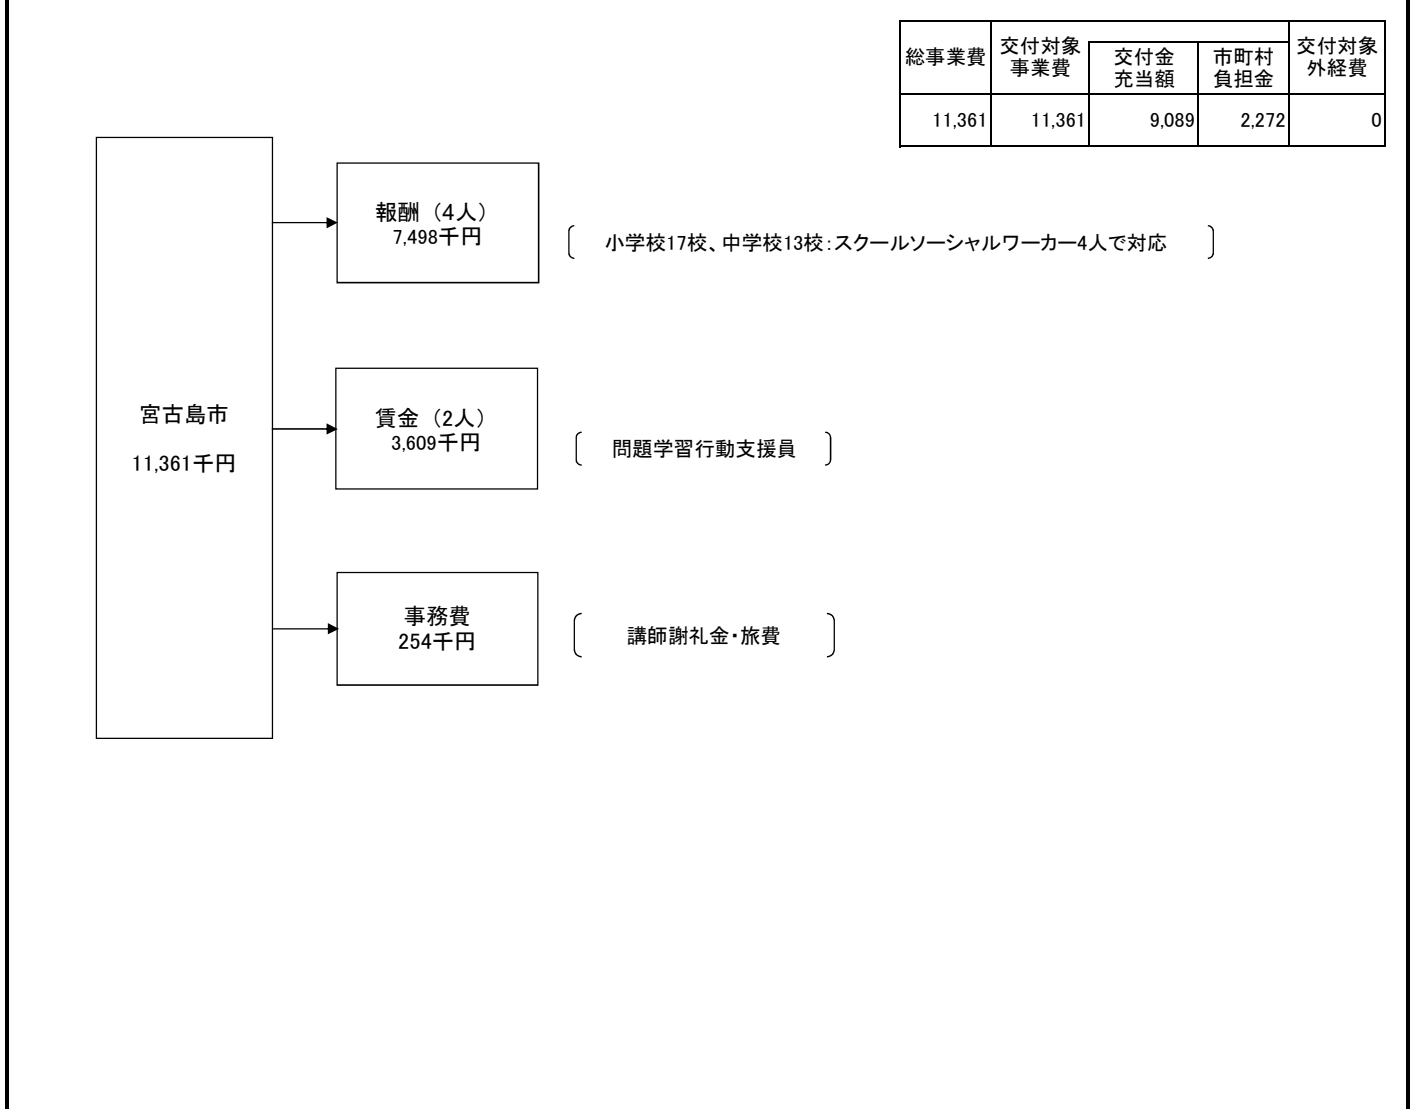 総事業費
交付対象
事業費
交付金
充当額
市町村
負担金
交付対象
外経費
11,361
11,361
9,089
2,272
0
宮古島市
11,361千円
報酬（4人）
7,498千円
小学校17校、中学校13校：スクールソーシャルワーカー4人で対応
賃金（2人）
3,609千円
問題学習行動支援員
事務費
254千円
講師謝礼金・旅費